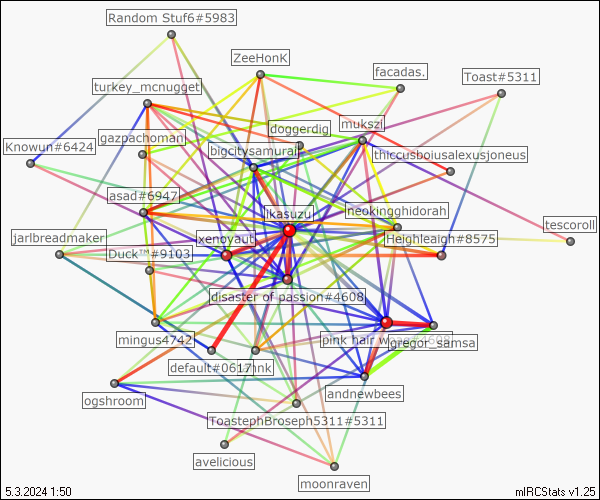 Random Stuf6#5983
ZeeHonK
facadas.
Toast#5311
turkey_mcnugget
doggerdig
mukszi
gazpachoman
Knowun#6424
bigcitysamurai
thiccusboiusalexusjoneus
asad#6947
ikasuzu
neokingghidorah
tescoroll
jarlbreadmaker
xenoyaut
Heighleaigh#8575
Duck™#9103
disaster of passion#4608
mingus4742
pink hair
gregor_samsa
default#0617
andnewbees
ogshroom
ToastephBroseph5311#5311
avelicious
moonraven
5.3.2024 1:50
mIRCStats v1.25